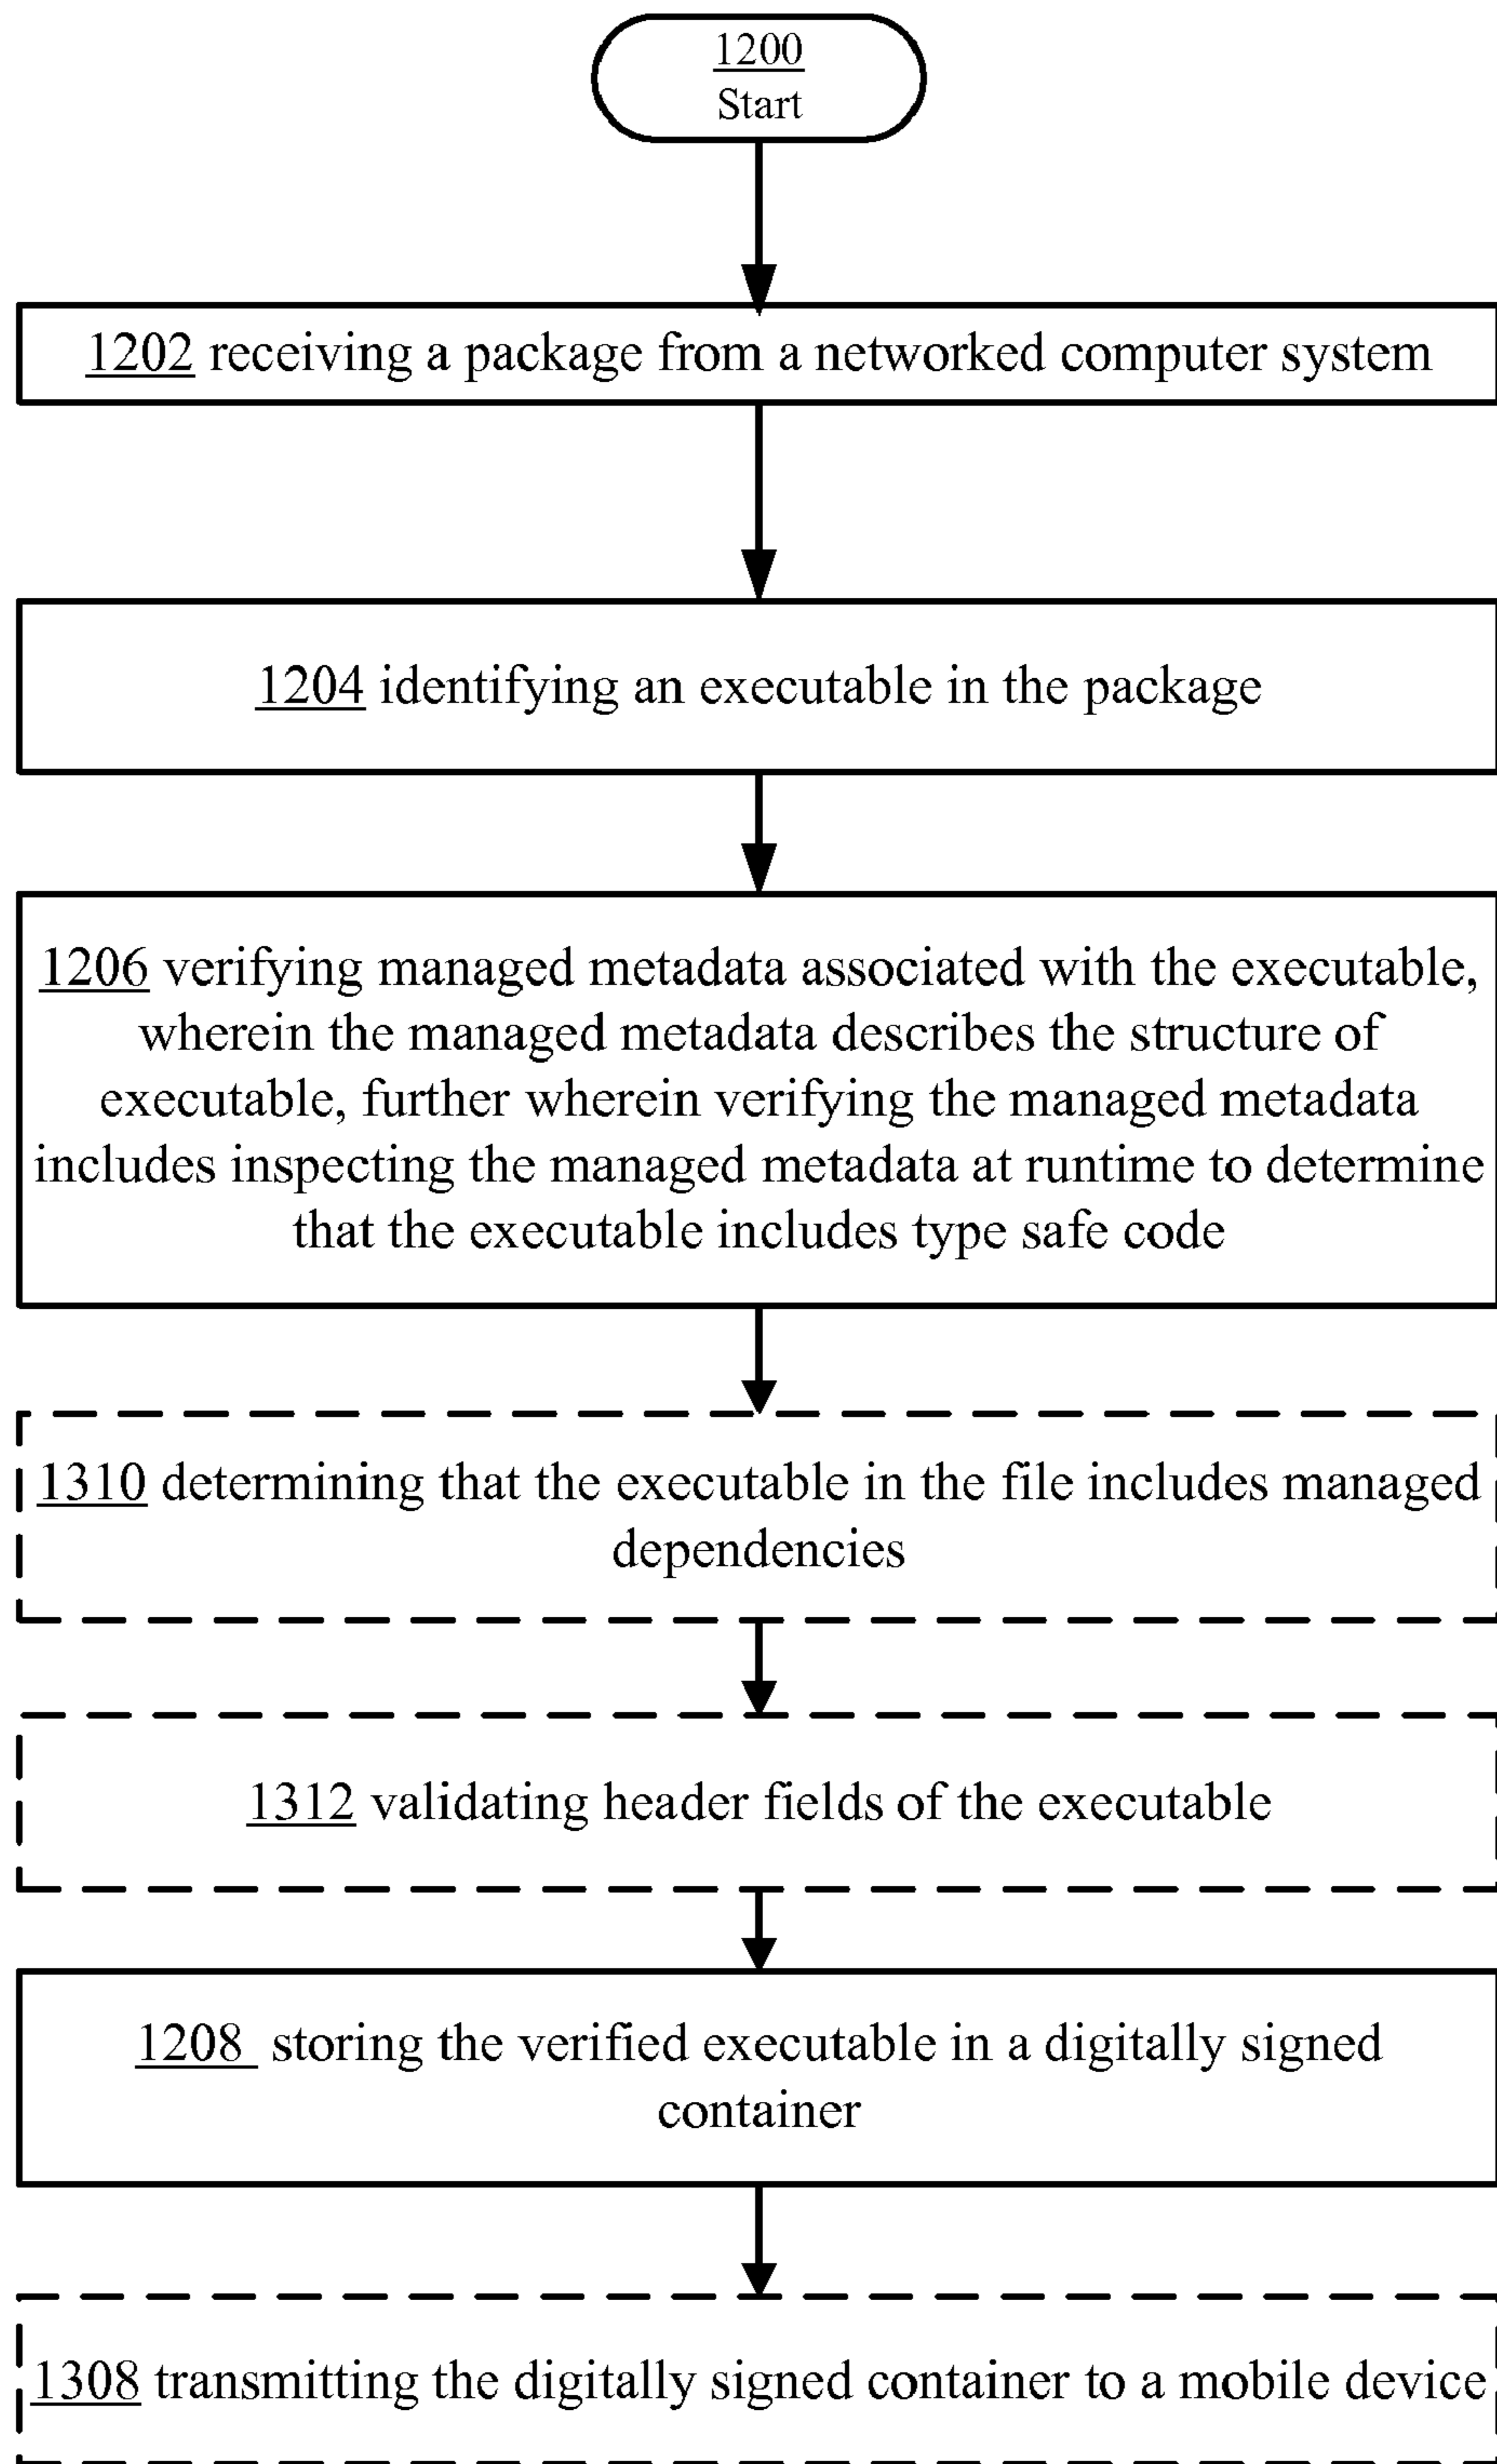 1200
Start
1202 receiving a package from a networked computer system
1204 identifying an executable in the package
1206 verifying managed metadata associated with the executable,
wherein the managed metadata describes the structure of
executable, further wherein verifying the managed metadata
includes inspecting the managed metadata at runtime to determine
that the executable includes type safe code
1310 determining that the executable in the file includes managed
dependencies
1312 validating header fields of the executable
1208 storing the verified executable in a digitally signed
container
1308 transmitting the digitally signed container to a mobile device